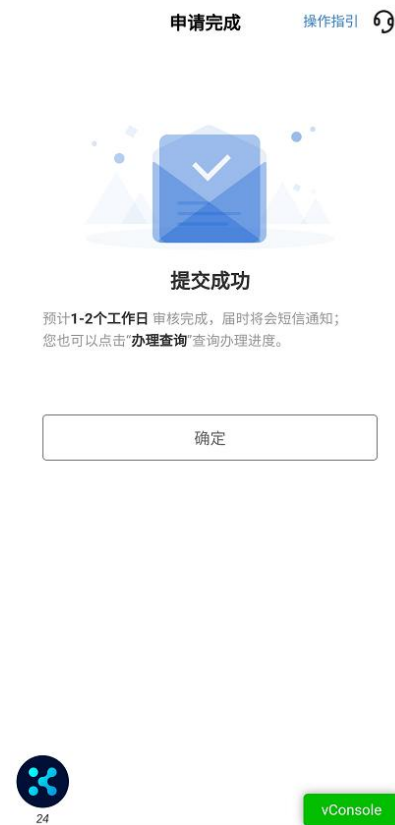 申请完成 操作指引
提交成功
预计1-2个工作日 审核完成，届时将会短信通知；
您也可以点击“办理查询”查询办理进度。
确定
24
vConsole